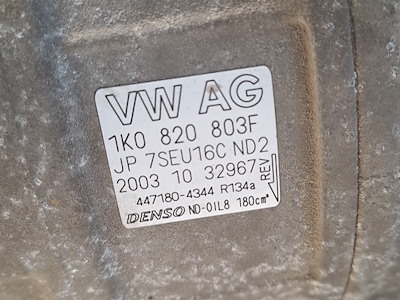 VW AG
1K0 820 803F
JP 7SEU16C ND2
2003 10 32967
REV
447180-4344 R134a
DENSO ND-OIL8 180cm³